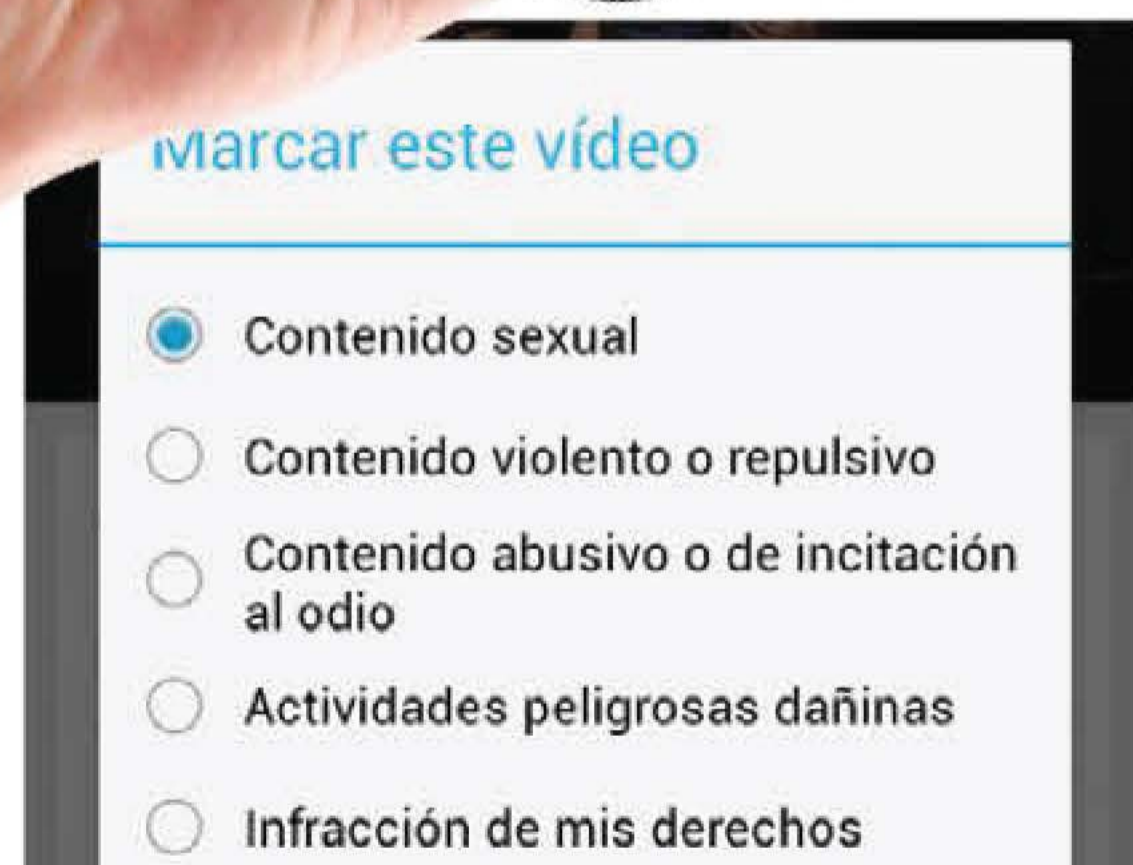 Marcar este vídeo
Contenido sexual
Contenido violento o repulsivo
Contenido abusivo o de incitación
al odio
Actividades peligrosas dañinas
Infracción de mis derechos